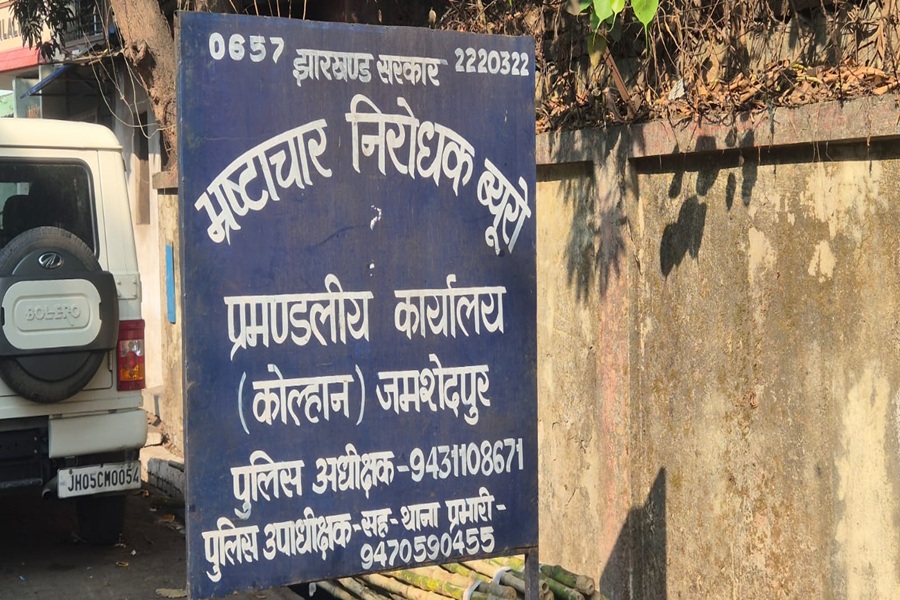 0657 झारखण्ड सरकार 2220322
भ्रष्टाचार निरोधक ब्यूरो
प्रमण्डलीय कार्यालय
(कोल्हान) जमशेदपुर
पुलिस अधीक्षक-9431108671
पुलिस उपाधीक्षक-सह-थाना प्रभारी-
9470590455
BOLERO
JH05CM0054